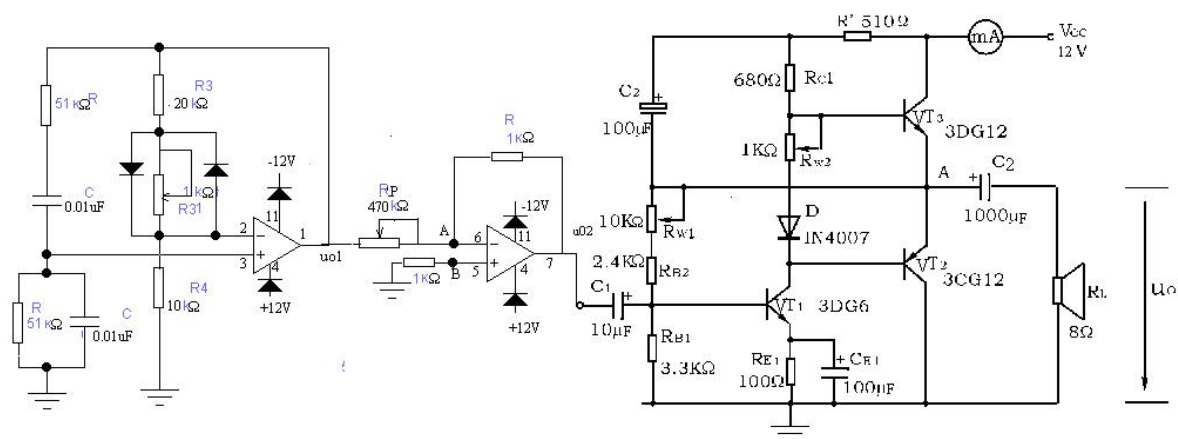 51KΩ R
C
0.01uF
R
51KΩ
C
0.01uF
R3
20kΩ
1kΩ
R31
R4
10kΩ
-12V
11
2
3
1
4
+12V
uo1
RP
470kΩ
R
1kΩ
A
B
1kΩ
-12V
11
6
5
7
4
+12V
u02
C1
10μF
C2
100μF
R' 510Ω
mA
Vcc
12V
680Ω RC1
1KΩ
RW2
VT3
3DG12
A
C2
1000μF
10KΩ
RW1
D
1N4007
2.4KΩ
RB2
VT2
3CG12
VT1 3DG6
RB1
3.3KΩ
RE1
100Ω
CE1
100μF
RL
8Ω
uo